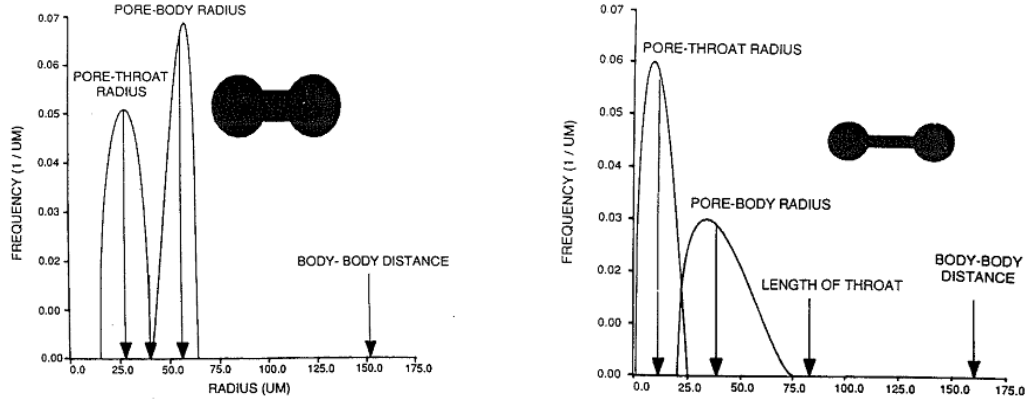 PORE-BODY RADIUS
PORE-THROAT
RADIUS
BODY- BODY DISTANCE
FREQUENCY (1 / UM)
0.07
0.06
0.05
0.04
0.03
0.02
0.00
0.00
0.0 25.0 50.0 75.0 100.0 125.0 150.0 175.0
RADIUS (UM)
PORE-THROAT RADIUS
PORE-BODY RADIUS
LENGTH OF THROAT
BODY-BODY
DISTANCE
FREQUENCY (1 / UM)
0.07
0.06
0.05
0.04
0.03
0.02
0.00
0.00
0.0 25.0 50.0 75.0 100.0 125.0 160.0 175.0